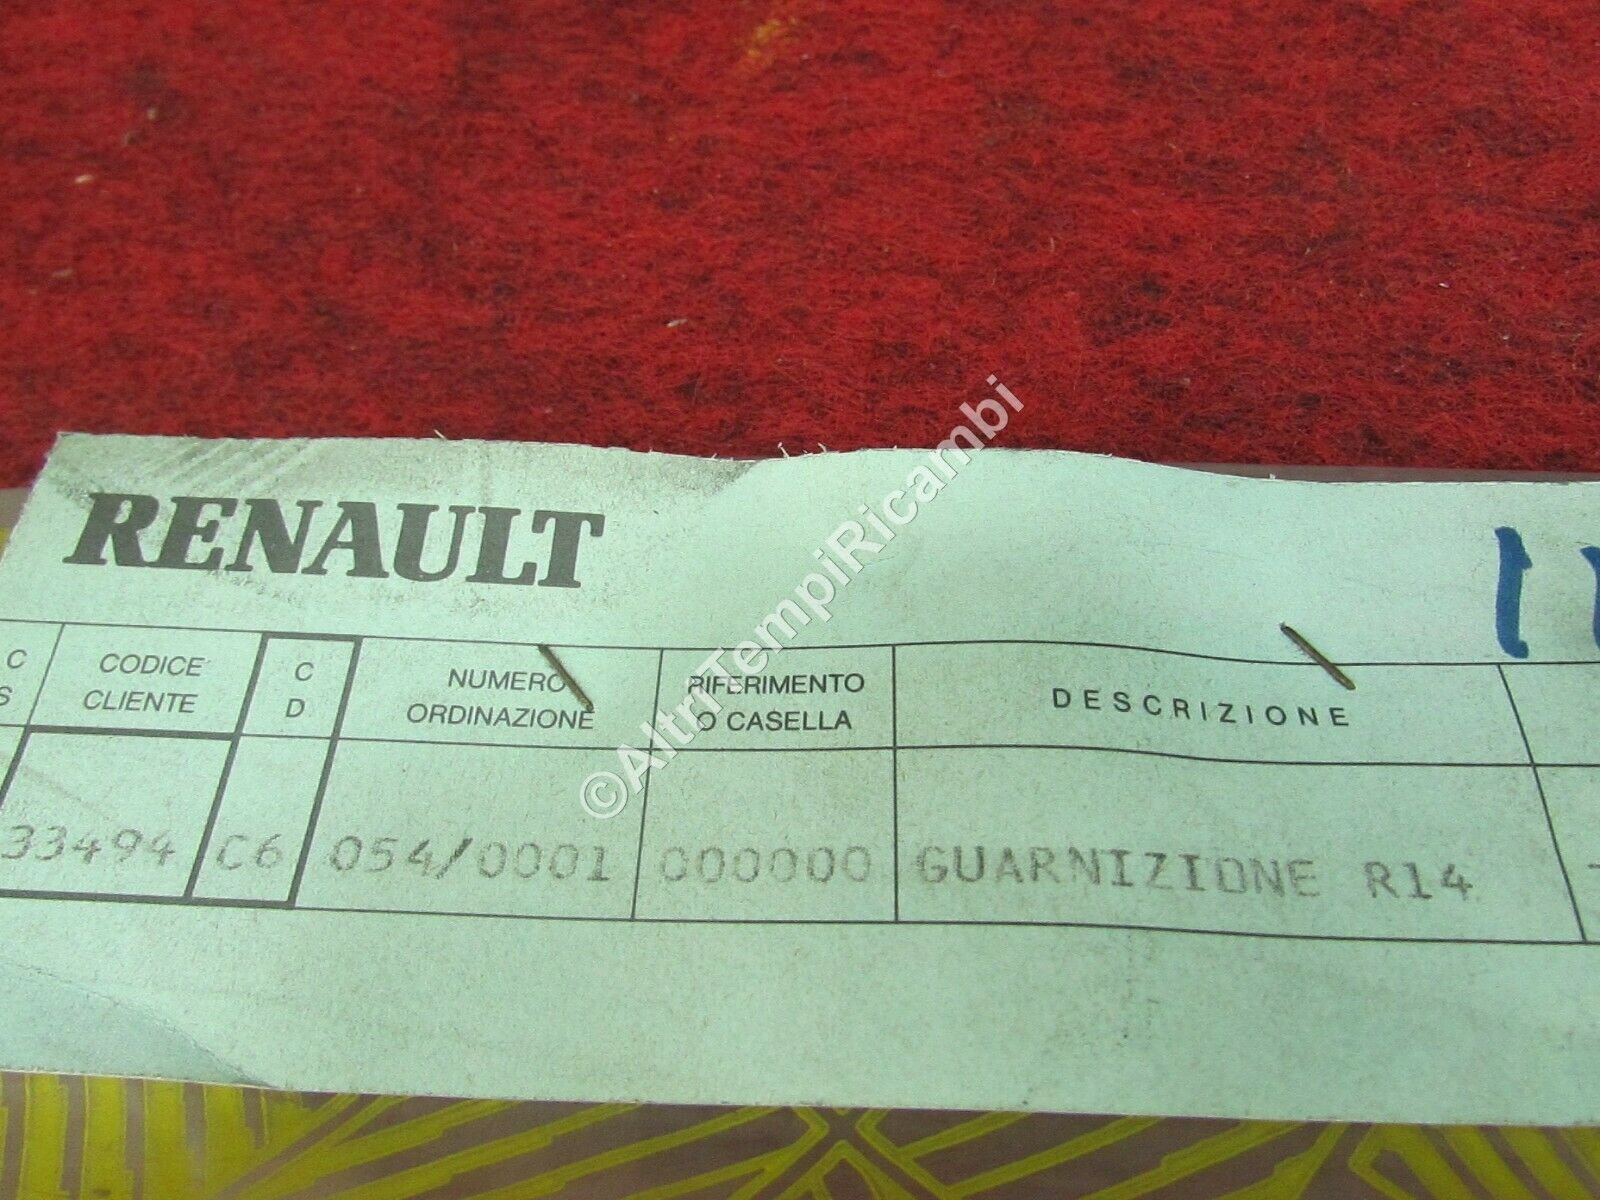 RENAULT
C S
CODICE CLIENTE
C D
NUMERO ORDINAZIONE
RIFERIMENTO O CASELLA
DESCRIZIONE
33494 C6 054/0001 000000 GUARNIZIONE R14
©AltriTempiRicambi